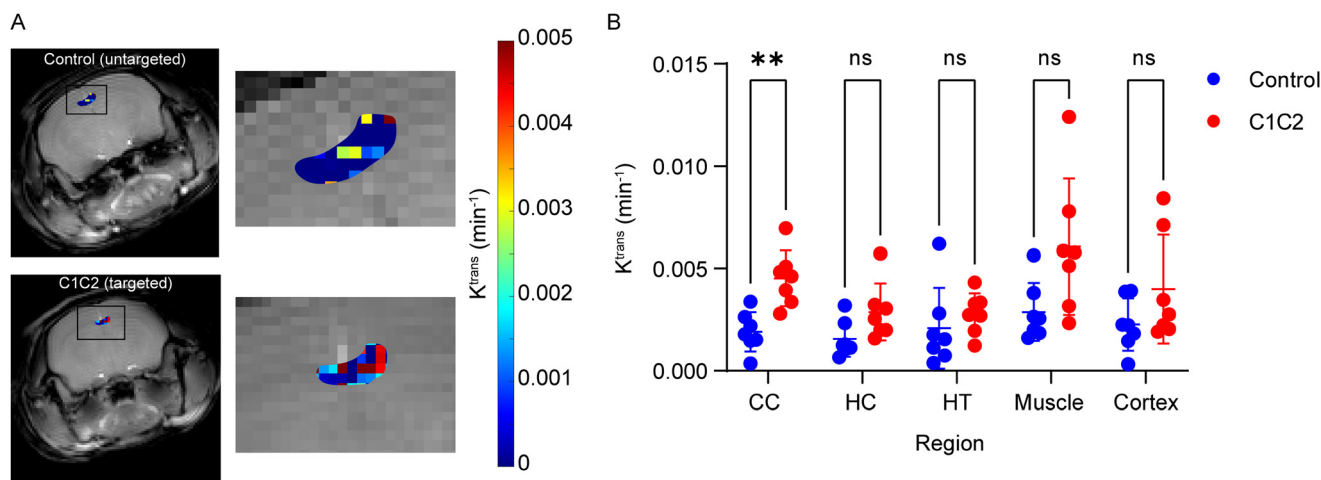 A
Control (untargeted)
C1C2 (targeted)
0.005
0.004
0.003
0.002
0.001
0
Kᵗʳᵃⁿˢ (min⁻¹)
B
** ns ns ns ns
0.015
0.010
0.005
0.000
Kᵗʳᵃⁿˢ (min⁻¹)
CC HC HT Muscle Cortex
Region
Control
C1C2